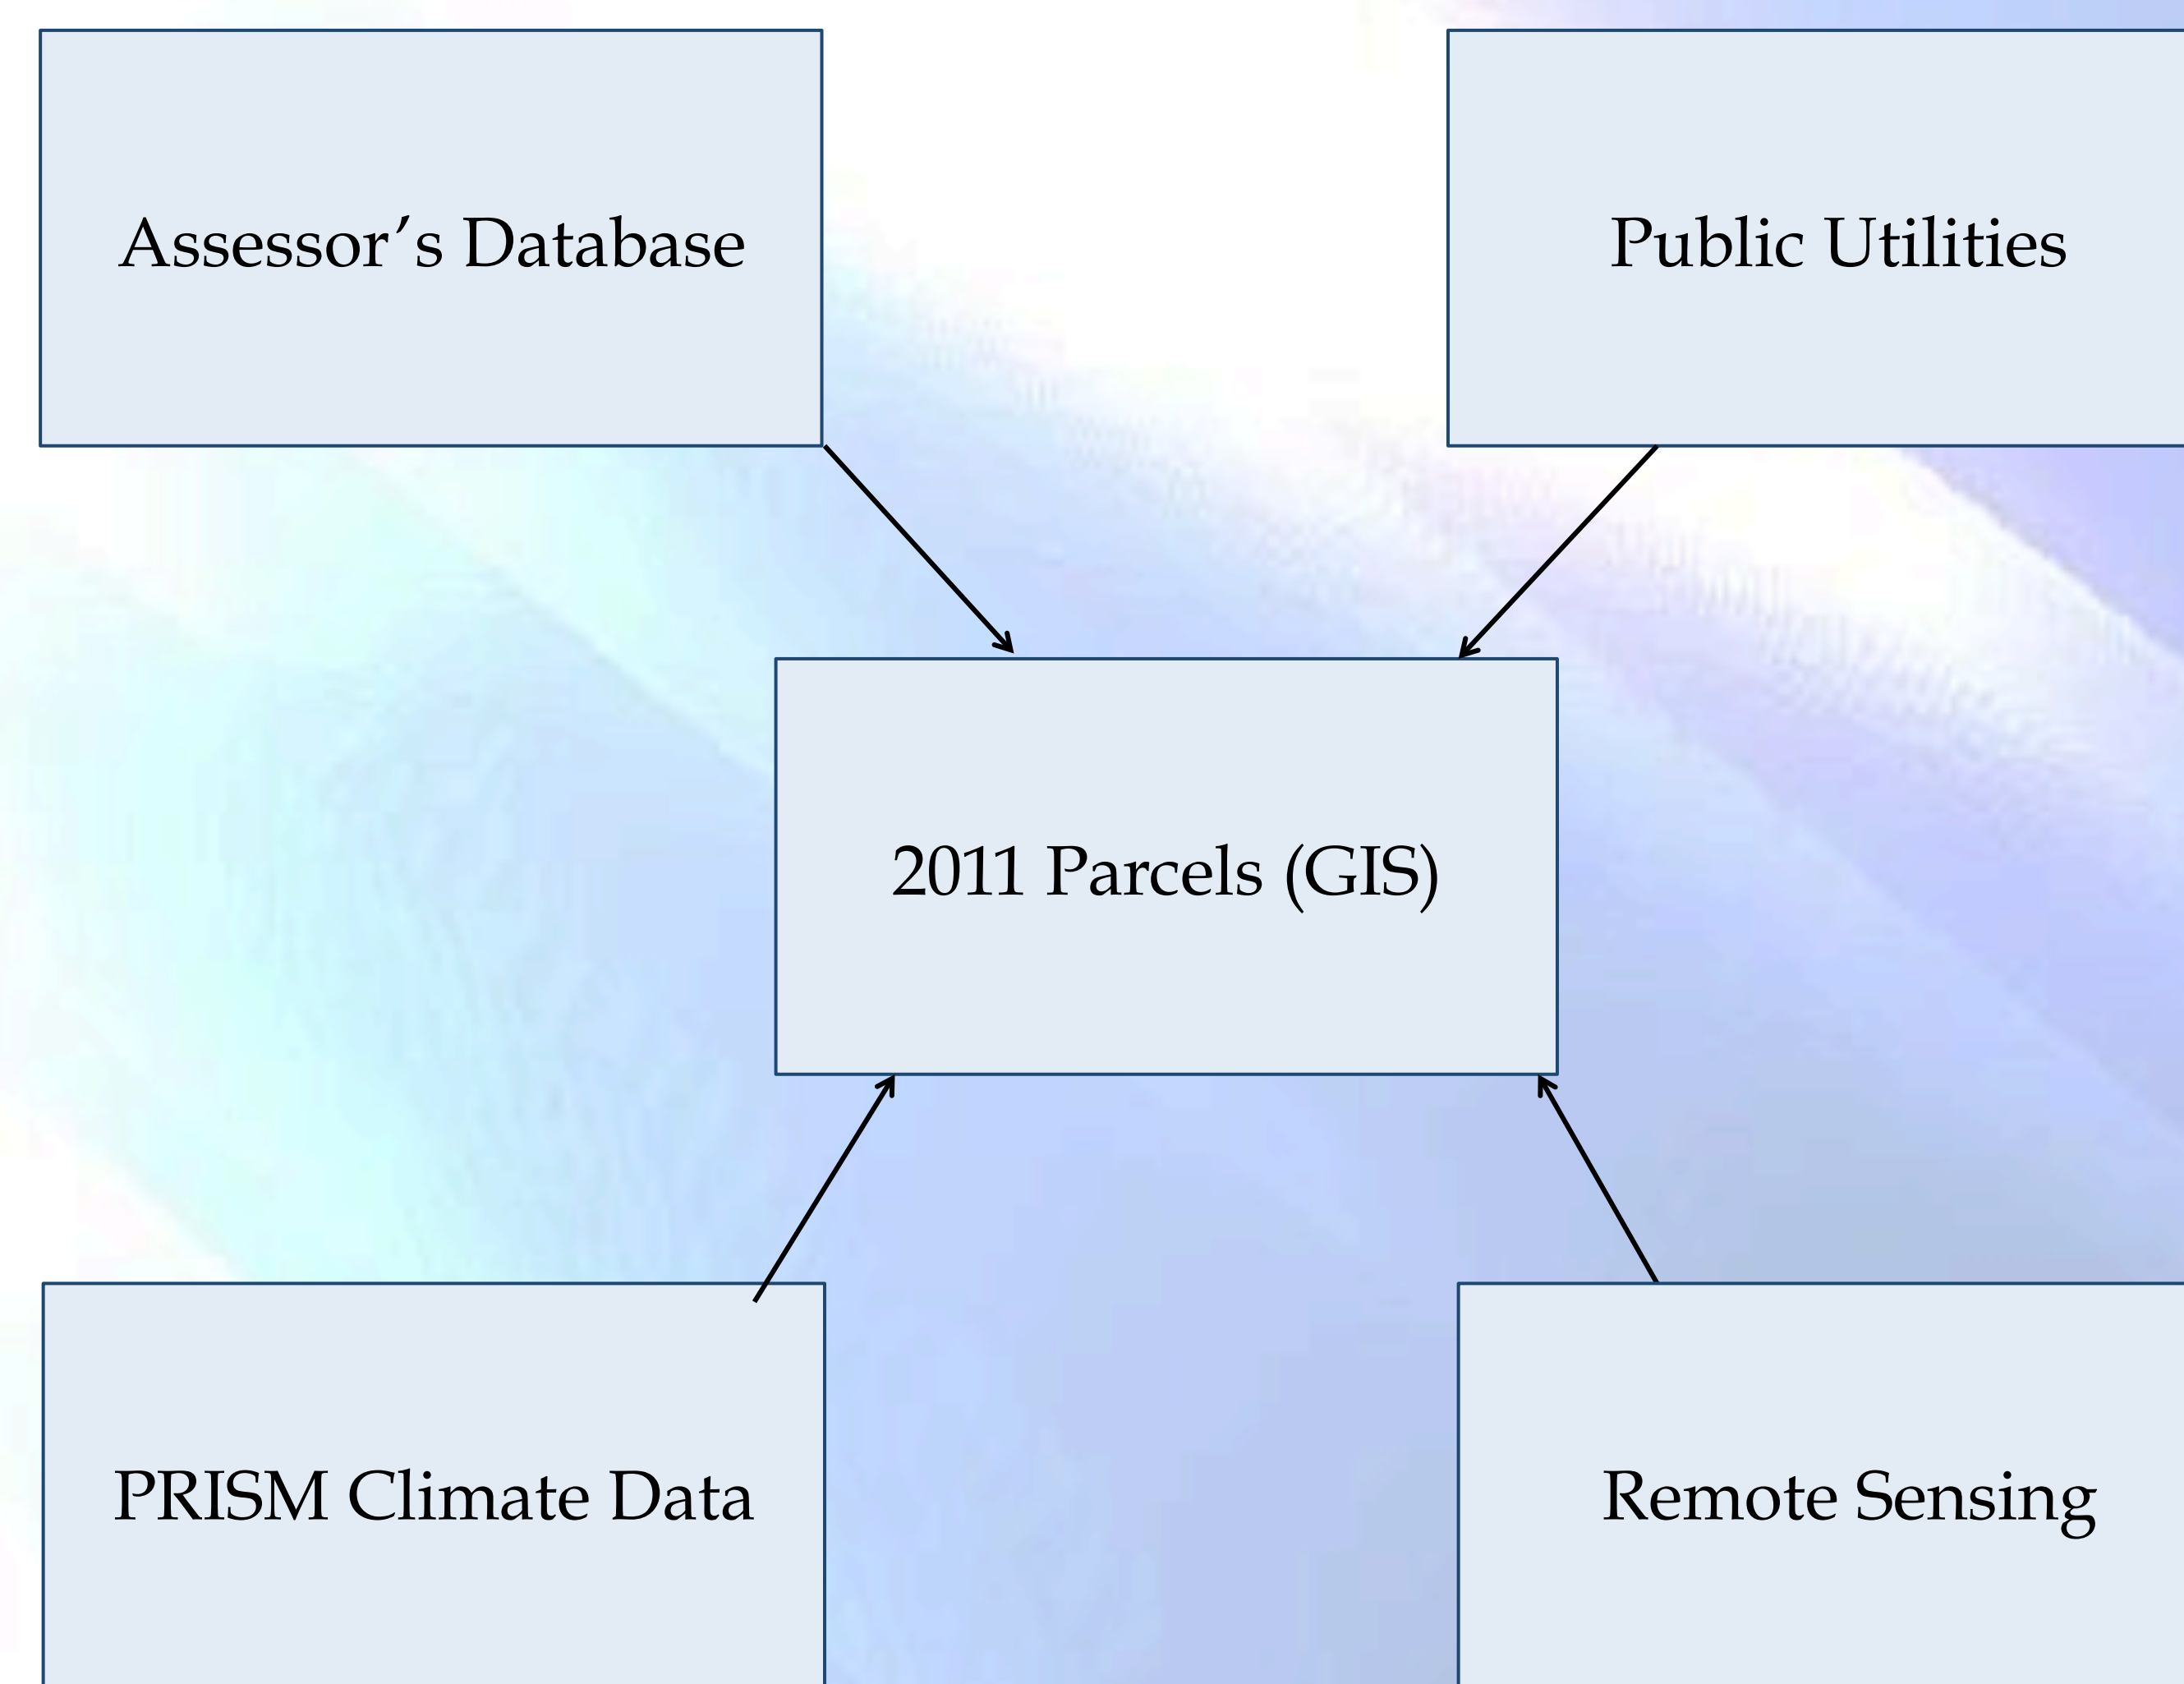 Assessor’s Database
Public Utilities
2011 Parcels (GIS)
PRISM Climate Data
Remote Sensing